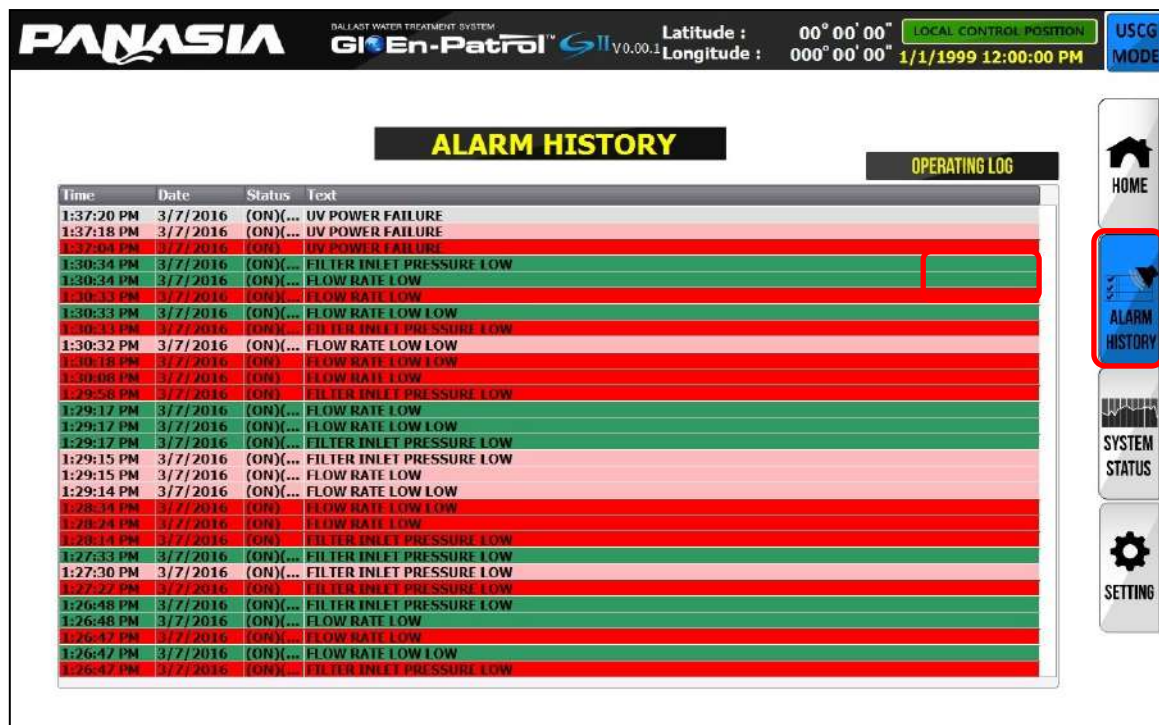 PANASIA
BALLAST WATER TREATMENT SYSTEM
GloEn-Patrol™ SII V0.00.1
Latitude : 00° 00' 00"
Longitude : 000° 00' 00"
LOCAL CONTROL POSITION
1/1/1999 12:00:00 PM
USCG
MODE
ALARM HISTORY
OPERATING LOG
Time Date Status Text
1:37:20 PM 3/7/2016 (ON)(... UV POWER FAILURE
1:37:18 PM 3/7/2016 (ON)(... UV POWER FAILURE
1:37:04 PM 3/7/2016 (ON) UV POWER FAILURE
1:30:34 PM 3/7/2016 (ON)(... FILTER INLET PRESSURE LOW
1:30:34 PM 3/7/2016 (ON)(... FLOW RATE LOW
1:30:33 PM 3/7/2016 (ON)(... FLOW RATE LOW
1:30:33 PM 3/7/2016 (ON)(... FLOW RATE LOW LOW
1:30:33 PM 3/7/2016 (ON)(... FILTER INLET PRESSURE LOW
1:30:32 PM 3/7/2016 (ON)(... FLOW RATE LOW LOW
1:30:18 PM 3/7/2016 (ON) FLOW RATE LOW LOW
1:30:08 PM 3/7/2016 (ON) FLOW RATE LOW
1:29:58 PM 3/7/2016 (ON) FILTER INLET PRESSURE LOW
1:29:17 PM 3/7/2016 (ON)(... FLOW RATE LOW
1:29:17 PM 3/7/2016 (ON)(... FLOW RATE LOW LOW
1:29:17 PM 3/7/2016 (ON)(... FILTER INLET PRESSURE LOW
1:29:15 PM 3/7/2016 (ON)(... FILTER INLET PRESSURE LOW
1:29:15 PM 3/7/2016 (ON)(... FLOW RATE LOW
1:29:14 PM 3/7/2016 (ON)(... FLOW RATE LOW LOW
1:28:34 PM 3/7/2016 (ON) FLOW RATE LOW LOW
1:28:24 PM 3/7/2016 (ON) FLOW RATE LOW
1:28:14 PM 3/7/2016 (ON) FILTER INLET PRESSURE LOW
1:27:33 PM 3/7/2016 (ON)(... FILTER INLET PRESSURE LOW
1:27:30 PM 3/7/2016 (ON)(... FILTER INLET PRESSURE LOW
1:27:27 PM 3/7/2016 (ON) FILTER INLET PRESSURE LOW
1:26:48 PM 3/7/2016 (ON)(... FILTER INLET PRESSURE LOW
1:26:48 PM 3/7/2016 (ON)(... FLOW RATE LOW
1:26:47 PM 3/7/2016 (ON)(... FLOW RATE LOW
1:26:47 PM 3/7/2016 (ON)(... FLOW RATE LOW LOW
1:26:47 PM 3/7/2016 (ON)(... FILTER INLET PRESSURE LOW
HOME
ALARM
HISTORY
SYSTEM
STATUS
SETTING